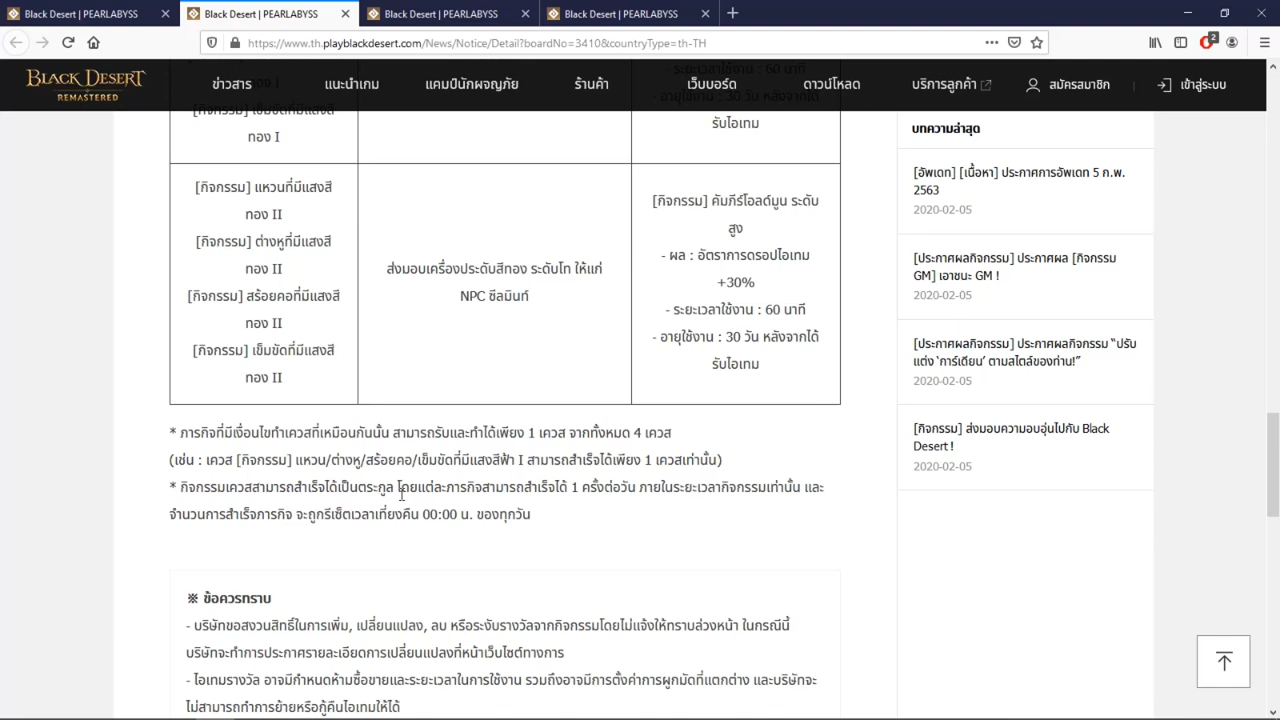 Black Desert | PEARLABYSS
Black Desert | PEARLABYSS
Black Desert | PEARLABYSS
Black Desert | PEARLABYSS
https://www.th.playblackdesert.com/News/Notice/Detail?boardNo=3410&countryType=th-TH
2
BLACK DESERT
REMASTERED
ข่าวสาร
แนะนำเกม
แคมป์นักผจญภัย
ร้านค้า
เว็บบอร์ด
ดาวน์โหลด
บริการลูกค้า
สมัครสมาชิก
เข้าสู่ระบบ
[กิจกรรม] เข็มขัดที่มีแสงสี
ทอง I
- อายุใช้งาน : 30 วัน หลังจากได้
รับไอเทม
[กิจกรรม] แหวนที่มีแสงสี
ทอง II
[กิจกรรม] ต่างหูที่มีแสงสี
ทอง II
[กิจกรรม] สร้อยคอที่มีแสงสี
ทอง II
[กิจกรรม] เข็มขัดที่มีแสงสี
ทอง II
ส่งมอบเครื่องประดับสีทอง ระดับโท ให้แก่
NPC ซีลมินท์
[กิจกรรม] คัมภีร์โอลด์มูน ระดับ
สูง
- ผล : อัตราการดรอปไอเทม
+30%
- ระยะเวลาใช้งาน : 60 นาที
- อายุใช้งาน : 30 วัน หลังจากได้
รับไอเทม
* ภารกิจที่มีเงื่อนไขทำเควสที่เหมือนกันนั้น สามารถรับและทำได้เพียง 1 เควส จากทั้งหมด 4 เควส
(เช่น : เควส [กิจกรรม] แหวน/ต่างหู/สร้อยคอ/เข็มขัดที่มีแสงสีฟ้า I สามารถสำเร็จได้เพียง 1 เควสเท่านั้น)
* กิจกรรมเควสสามารถสำเร็จได้เป็นตระกูล โดยแต่ละภารกิจสามารถสำเร็จได้ 1 ครั้งต่อวัน ภายในระยะเวลากิจกรรมเท่านั้น และ
จำนวนการสำเร็จภารกิจ จะถูกรีเซ็ตเวลาเที่ยงคืน 00:00 น. ของทุกวัน
※ ข้อควรทราบ
- บริษัทขอสงวนสิทธิ์ในการเพิ่ม, เปลี่ยนแปลง, ลบ หรือระงับรางวัลจากกิจกรรมโดยไม่แจ้งให้ทราบล่วงหน้า ในกรณีนี้
บริษัทจะทำการประกาศรายละเอียดการเปลี่ยนแปลงที่หน้าเว็บไซต์ทางการ
- ไอเทมรางวัล อาจมีกำหนดห้ามซื้อขายและระยะเวลาในการใช้งาน รวมถึงอาจมีการตั้งค่าการผูกมัดที่แตกต่าง และบริษัทจะ
ไม่สามารถทำการย้ายหรือกู้คืนไอเทมให้ได้
บทความล่าสุด
[อัพเดท] [เนื้อหา] ประกาศการอัพเดท 5 ก.พ.
2563
2020-02-05
[ประกาศผลกิจกรรม] ประกาศผล [กิจกรรม
GM] เอาชนะ GM !
2020-02-05
[ประกาศผลกิจกรรม] ประกาศผลกิจกรรม "ปรับ
แต่ง 'การ์เดียน' ตามสไตล์ของท่าน!"
2020-02-05
[กิจกรรม] ส่งมอบความอบอุ่นไปกับ Black
Desert !
2020-02-05